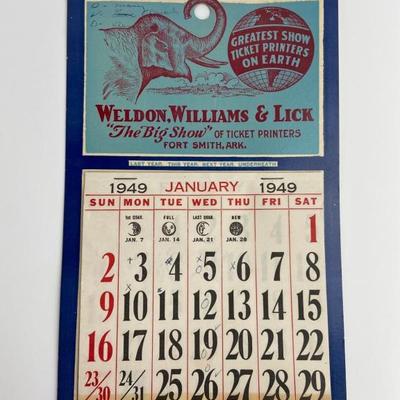 GREATEST SHOW
TICKET PRINTERS
ON EARTH
WELDON, WILLIAMS & LICK
"The Big Show" OF TICKET PRINTERS
FORT SMITH, ARK.
LAST YEAR. THIS YEAR. NEXT YEAR. UNDERNEATH
1949 JANUARY 1949
SUN MON TUE WED THU FRI SAT
1ST QUAR. FULL LAST QUAR. NEW
JAN. 7 JAN. 14 JAN. 21 JAN. 28
1
2 3 4 5 6 7 8
9 10 11 12 13 14 15
16 17 18 19 20 21 22
23/30 24/31 25 26 27 28 29